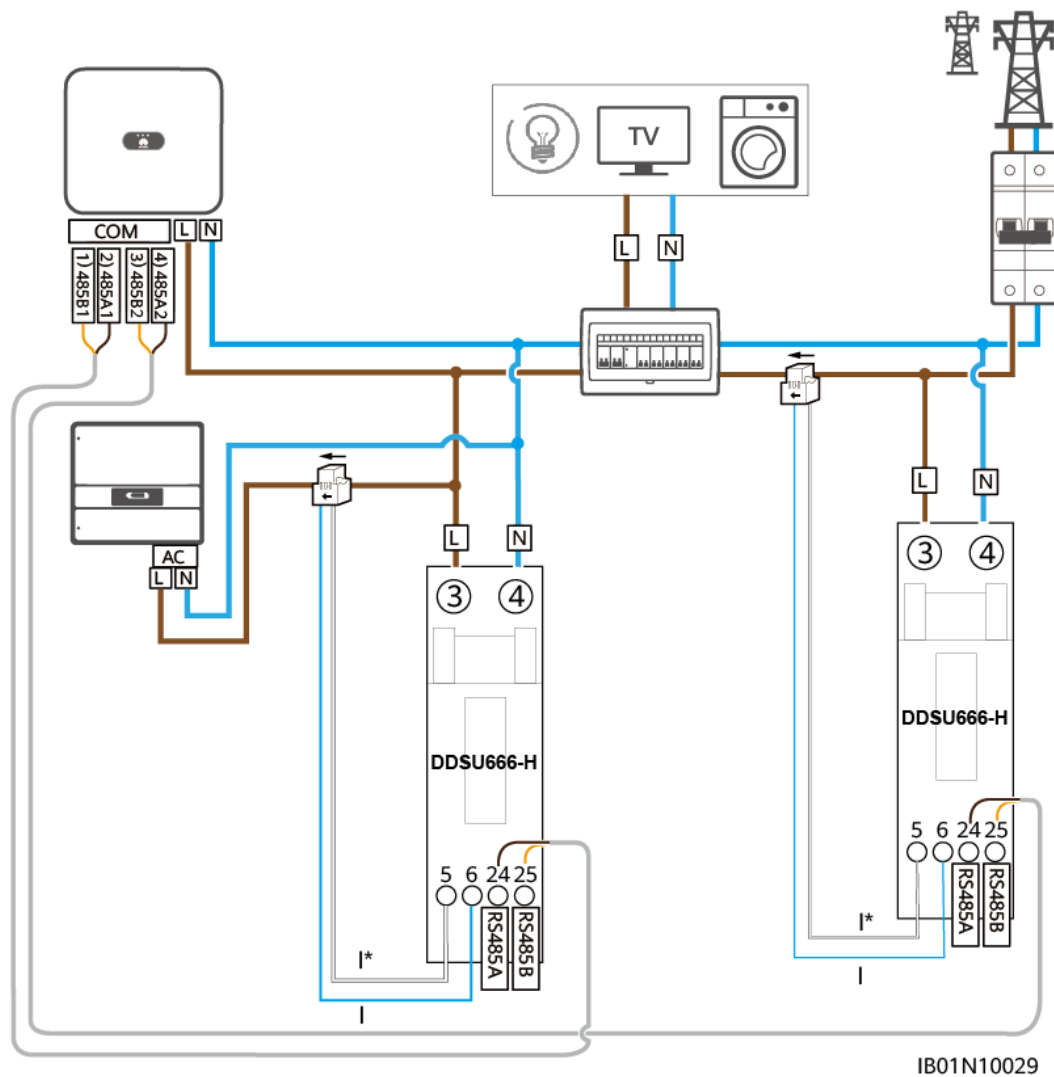 TV
COM
L
N
1) 485B1
2) 485A1
3) 485B2
4) 485A2
L
N
AC
L
N
L
N
L
N
3
4
3
4
DDSU666-H
DDSU666-H
5
6
24
25
RS485A
RS485B
5
6
24
25
RS485A
RS485B
I*
I
I*
I
IB01N10029